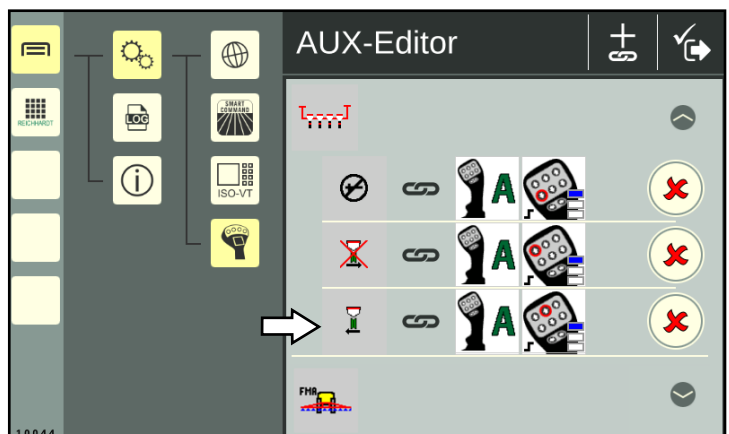 AUX-Editor
REICHHARDT
LOG
SMART
COMMAND
i
ISO-VT
A
A
A
FMA